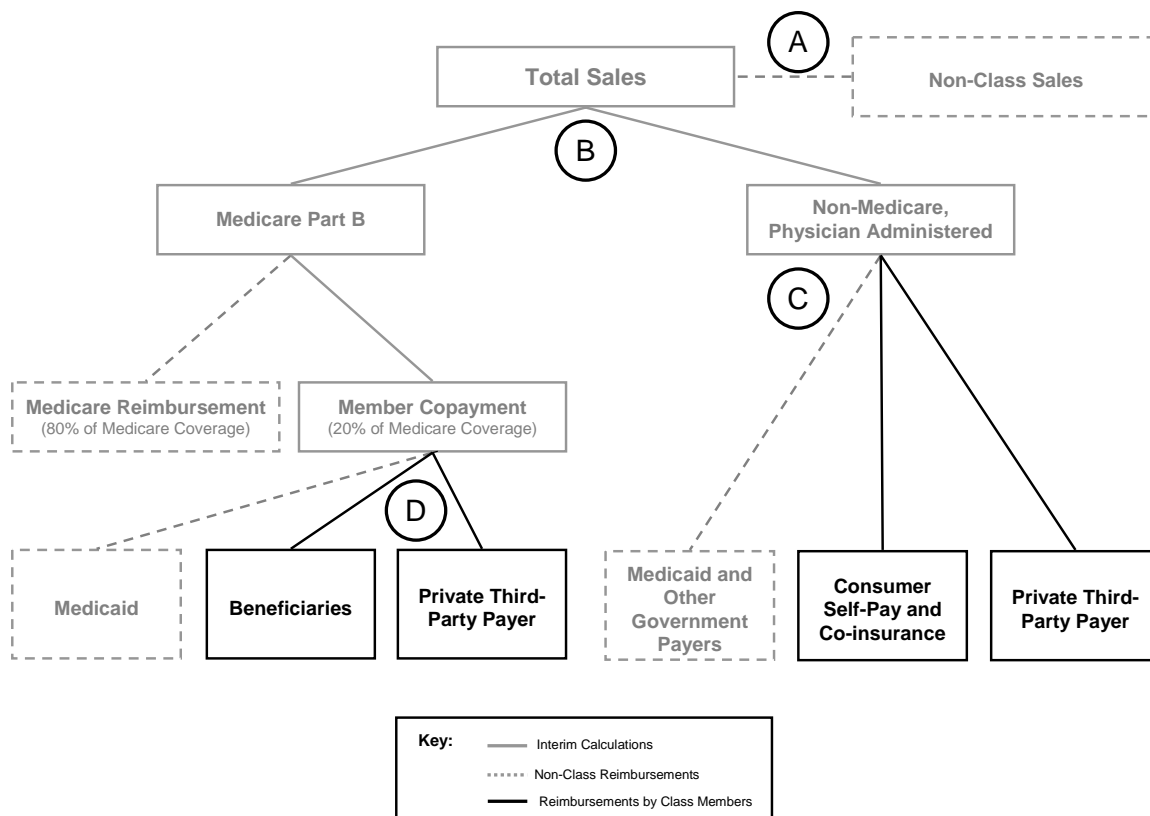 A
Total Sales
Non-Class Sales
B
Medicare Part B
Non-Medicare,
Physician Administered
C
Medicare Reimbursement
(80% of Medicare Coverage)
Member Copayment
(20% of Medicare Coverage)
D
Medicaid
Beneficiaries
Private Third-
Party Payer
Medicaid and
Other
Government
Payers
Consumer
Self-Pay and
Co-insurance
Private Third-
Party Payer
Key:
Interim Calculations
Non-Class Reimbursements
Reimbursements by Class Members